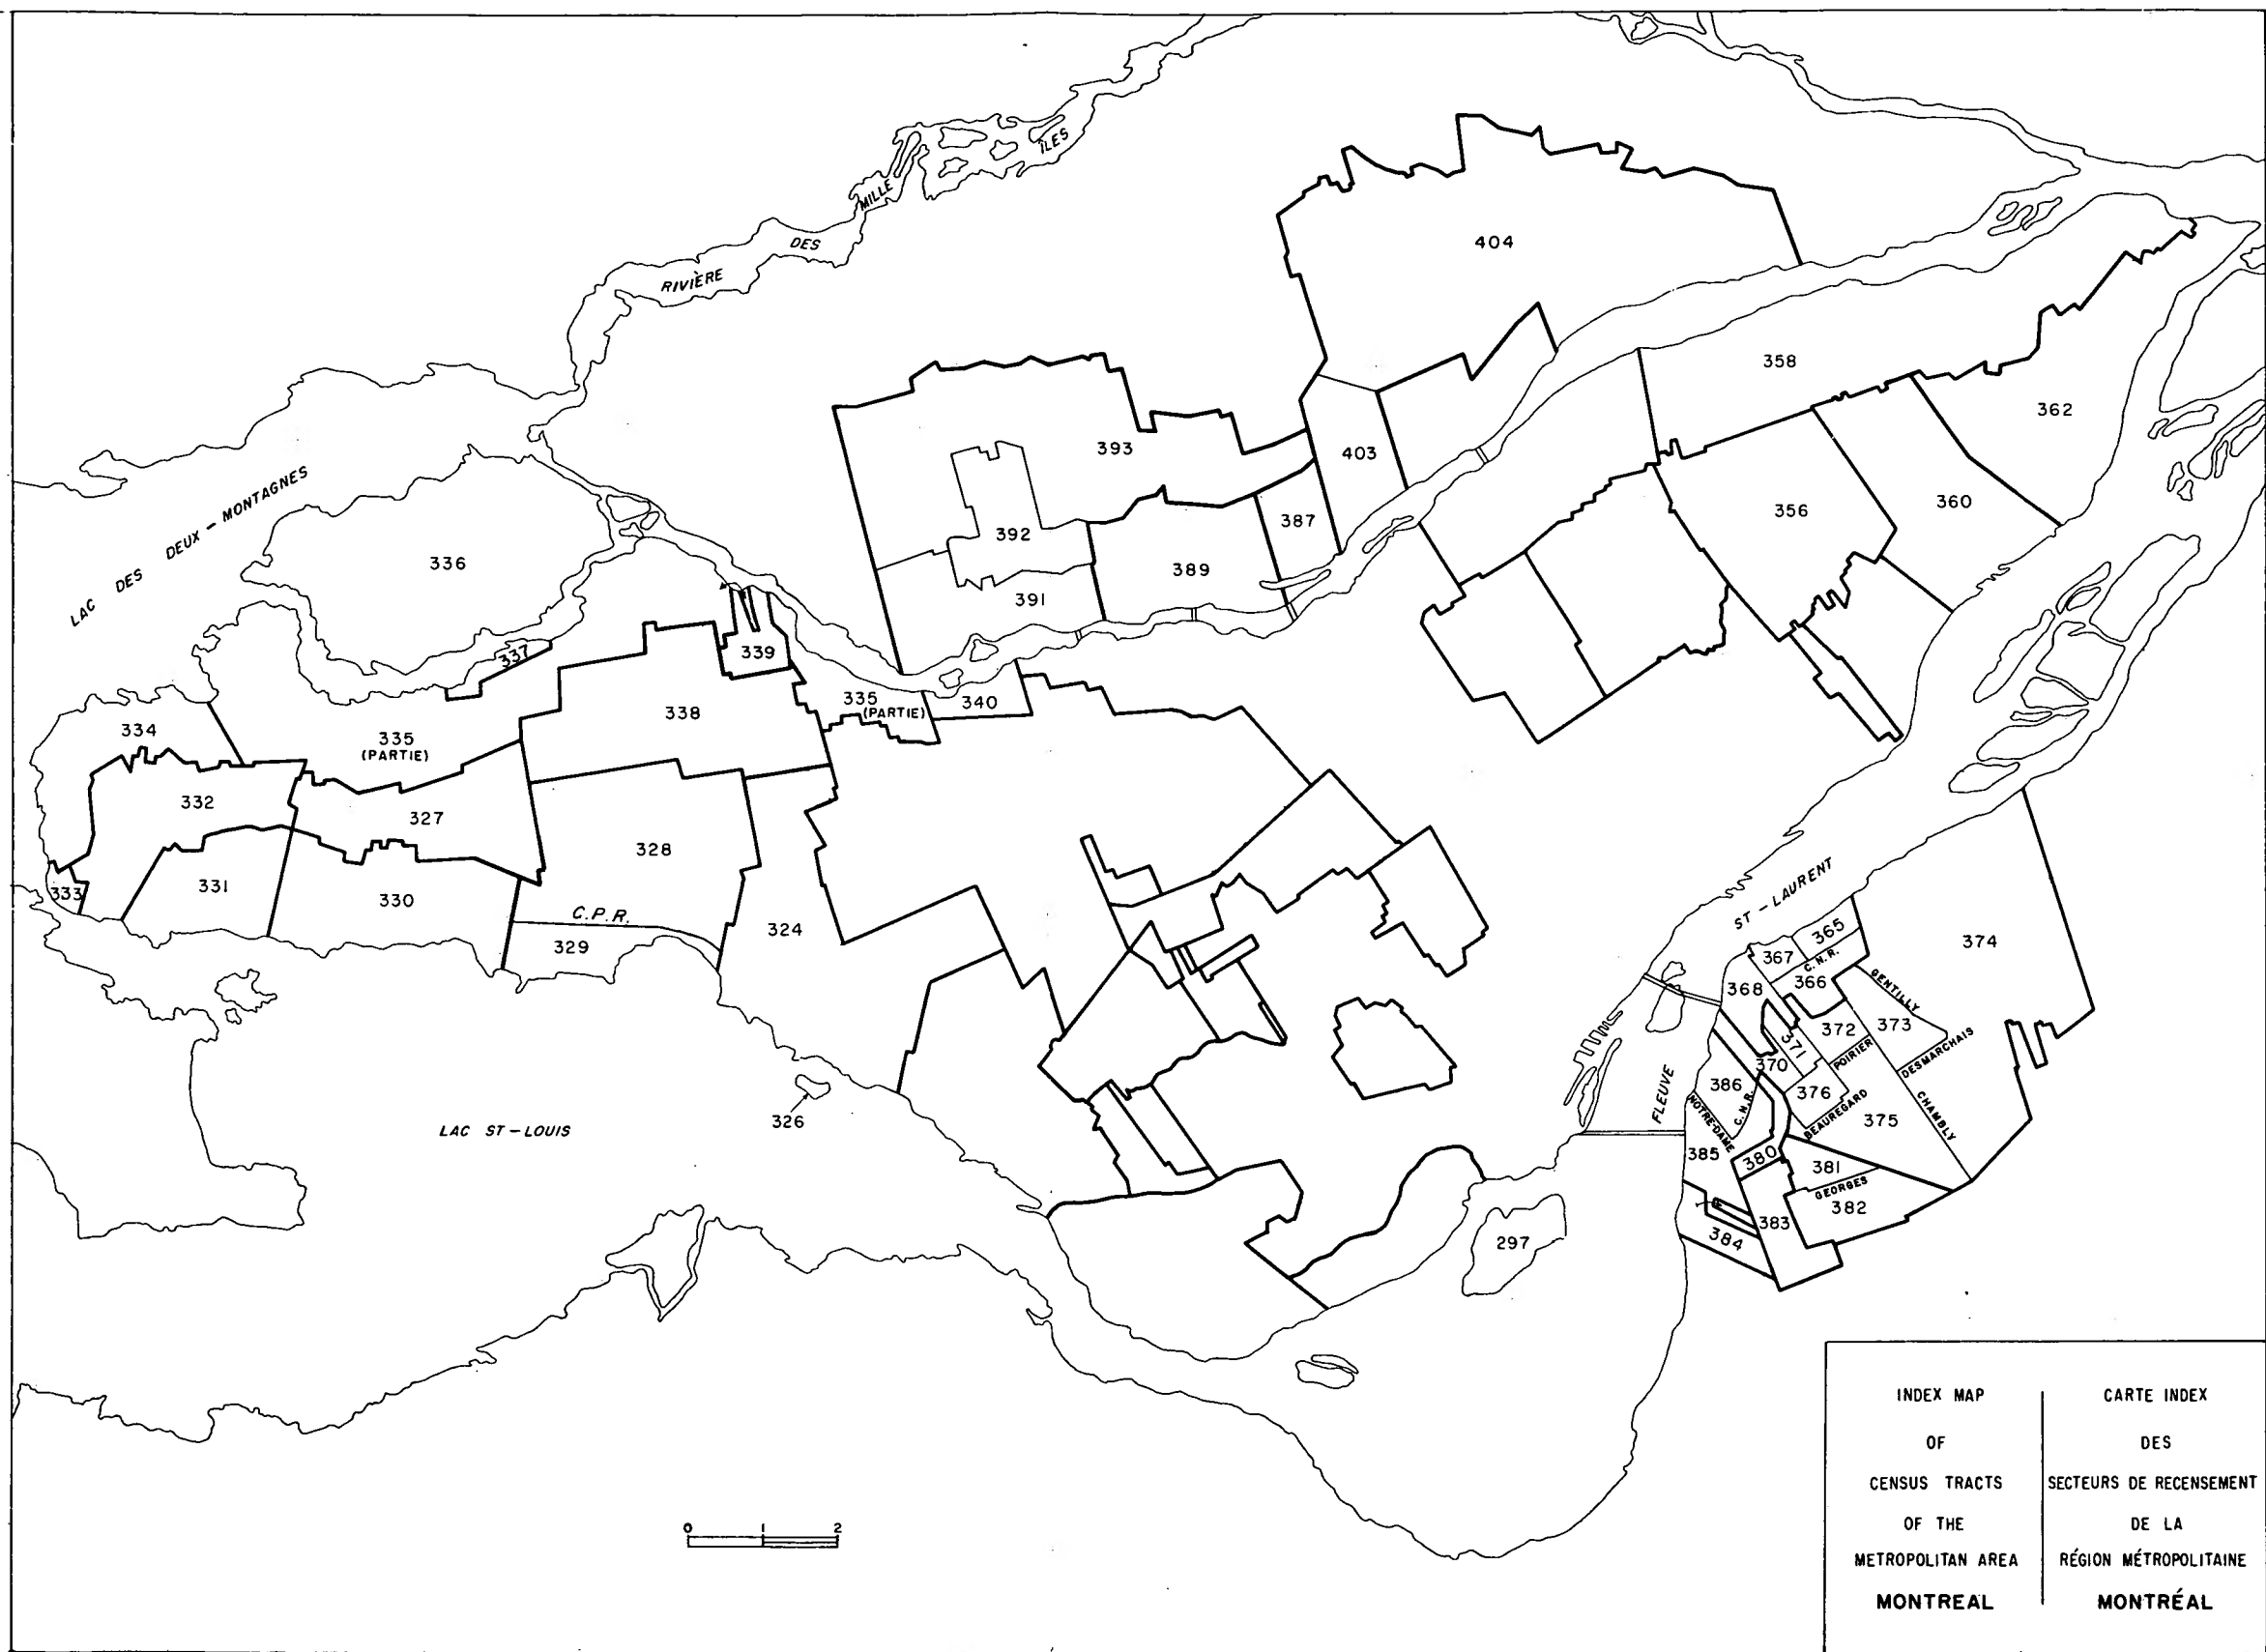 RIVIÈRE DES MILLE ÎLES
LAC DES DEUX-MONTAGNES
404
358
362
393
403
360
356
387
392
389
391
336
337
339
335
(PARTIE)
340
338
334
335
(PARTIE)
332
327
328
331
330
333
C.P.R.
329
324
326
LAC ST-LOUIS
FLEUVE ST-LAURENT
374
365
367
C.N.R.
366
368
GENTILLY
372
373
371
POIRIER
DESMARCHAIS
370
386
376
C.N.R.
NOTRE-DAME
BEAUREGARD
375
CHAMBLY
385
380
381
GEORGES
382
383
384
297
0 1 2
INDEX MAP
OF
CENSUS TRACTS
OF THE
METROPOLITAN AREA
MONTREAL
CARTE INDEX
DES
SECTEURS DE RECENSEMENT
DE LA
RÉGION MÉTROPOLITAINE
MONTRÉAL